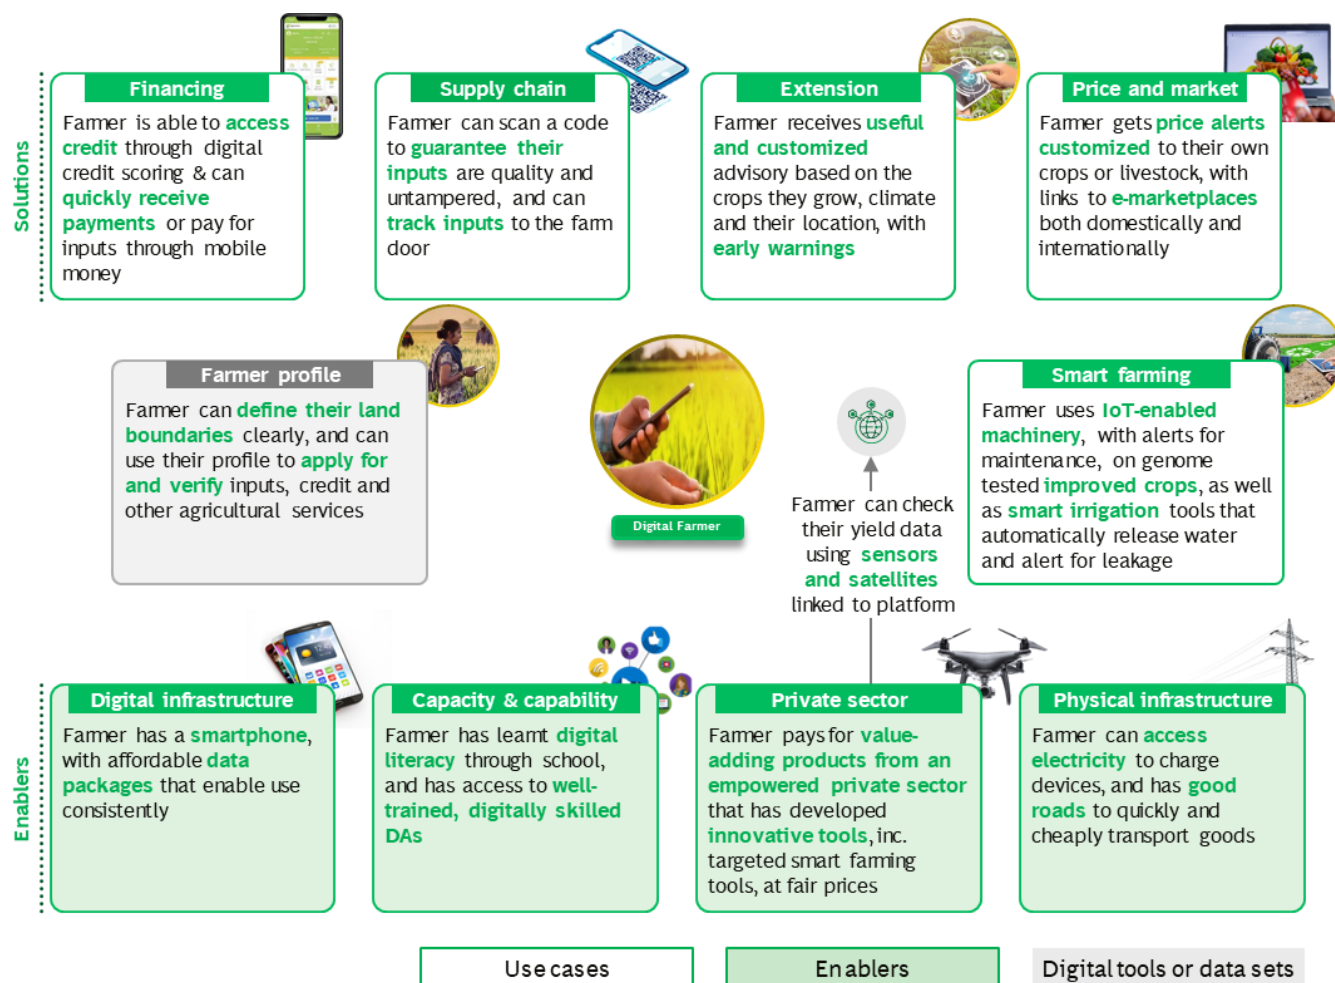 Solutions
Financing
Farmer is able to access
credit through digital
credit scoring & can
quickly receive
payments or pay for
inputs through mobile
money
Supply chain
Farmer can scan a code
to guarantee their
inputs are quality and
untampered, and can
track inputs to the farm
door
Extension
Farmer receives useful
and customized
advisory based on the
crops they grow, climate
and their location, with
early warnings
Price and market
Farmer gets price alerts
customized to their own
crops or livestock, with
links to e-marketplaces
both domestically and
internationally
Farmer profile
Farmer can define their land
boundaries clearly, and can
use their profile to apply for
and verify inputs, credit and
other agricultural services
Digital Farmer
Farmer can check
their yield data
using sensors
and satellites
linked to platform
Smart farming
Farmer uses IoT-enabled
machinery, with alerts for
maintenance, on genome
tested improved crops, as well
as smart irrigation tools that
automatically release water
and alert for leakage
Enablers
Digital infrastructure
Farmer has a smartphone,
with affordable data
packages that enable use
consistently
Capacity & capability
Farmer has learnt digital
literacy through school,
and has access to well-
trained, digitally skilled
DAs
Private sector
Farmer pays for value-
adding products from an
empowered private sector
that has developed
innovative tools, inc.
targeted smart farming
tools, at fair prices
Physical infrastructure
Farmer can access
electricity to charge
devices, and has good
roads to quickly and
cheaply transport goods
Use cases
Enablers
Digital tools or data sets